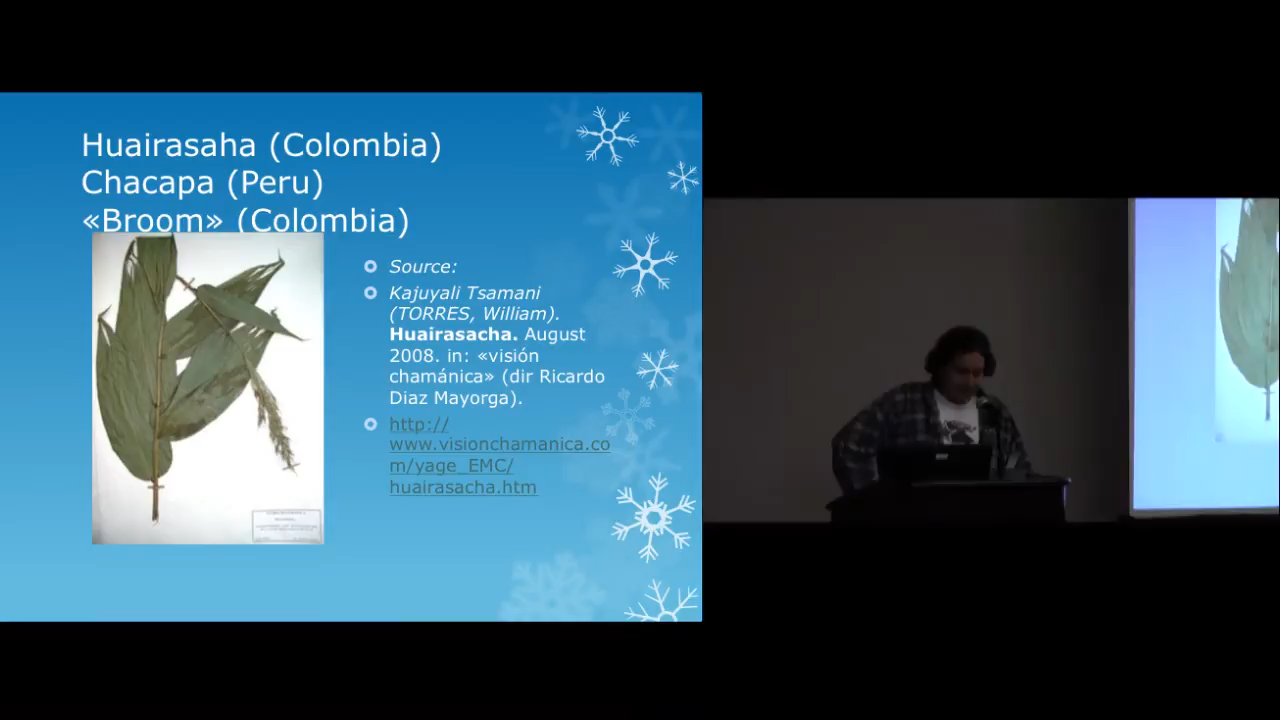 Huairasaha (Colombia)
Chacapa (Peru)
«Broom» (Colombia)
Source:
Kajuyali Tsamani
(TORRES, William).
Huairasacha. August
2008. in: «visión
chamánica» (dir Ricardo
Diaz Mayorga).
http://
www.visionchamanica.co
m/yage_EMC/
huairasacha.htm